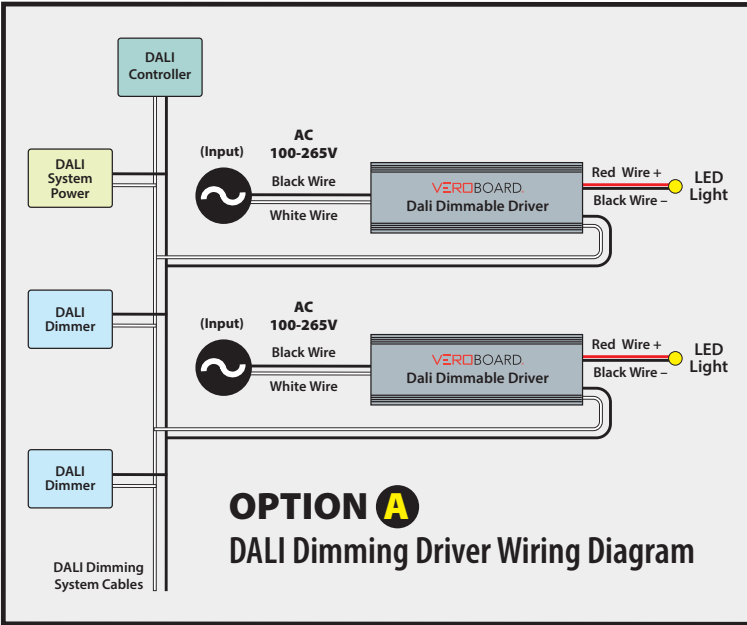 DALI
Controller
DALI
System
Power
(Input)
AC
100-265V
Black Wire
White Wire
VEROBOARD.
Dali Dimmable Driver
Red Wire +
Black Wire –
LED
Light
DALI
Dimmer
(Input)
AC
100-265V
Black Wire
White Wire
VEROBOARD.
Dali Dimmable Driver
Red Wire +
Black Wire –
LED
Light
DALI
Dimmer
OPTION A
DALI Dimming Driver Wiring Diagram
DALI Dimming
System Cables